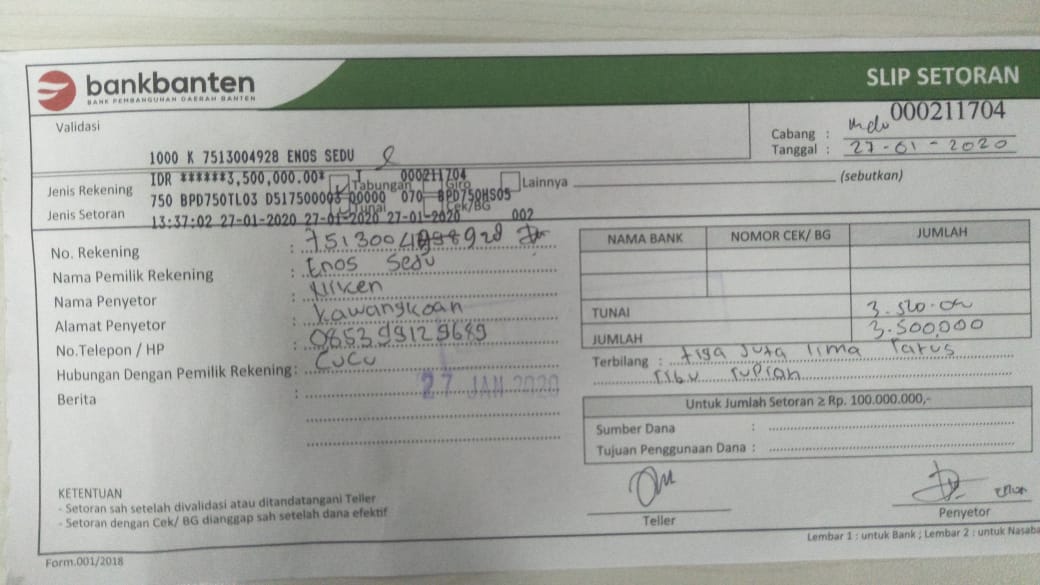 bankbanten
BANK PEMBANGUNAN DAERAH BANTEN
SLIP SETORAN
000211704
Validasi
Cabang :
Tanggal : 27-01-2020
1000 K 7513004928 ENOS SEDU
IDR ******3,500,000.00* 000211704
Jenis Rekening Tabungan Giro Lainnya (sebutkan)
750 BPD750TL03 D517500003 00000 070 BPD750HS05
Jenis Setoran Tunai Cek/BG
13:37:02 27-01-2020 27-01-2020 27-01-2020 002
No. Rekening : 7513004928
Nama Pemilik Rekening : Enos Sedu
Nama Penyetor : Niken
Alamat Penyetor : Kawangkoan
No.Telepon / HP : 085399129689
Hubungan Dengan Pemilik Rekening : Cucu
Berita :
27 JAN 2020
NAMA BANK NOMOR CEK/ BG JUMLAH
TUNAI
JUMLAH 3.500,000
Terbilang : tiga Juta lima ratus
ribu rupiah
Untuk Jumlah Setoran ≥ Rp. 100.000.000,-
Sumber Dana :
Tujuan Penggunaan Dana :
KETENTUAN
- Setoran sah setelah divalidasi atau ditandatangani Teller
- Setoran dengan Cek/ BG dianggap sah setelah dana efektif
Teller
Penyetor
Lembar 1 : untuk Bank ; Lembar 2 : untuk Nasaba
Form.001/2018